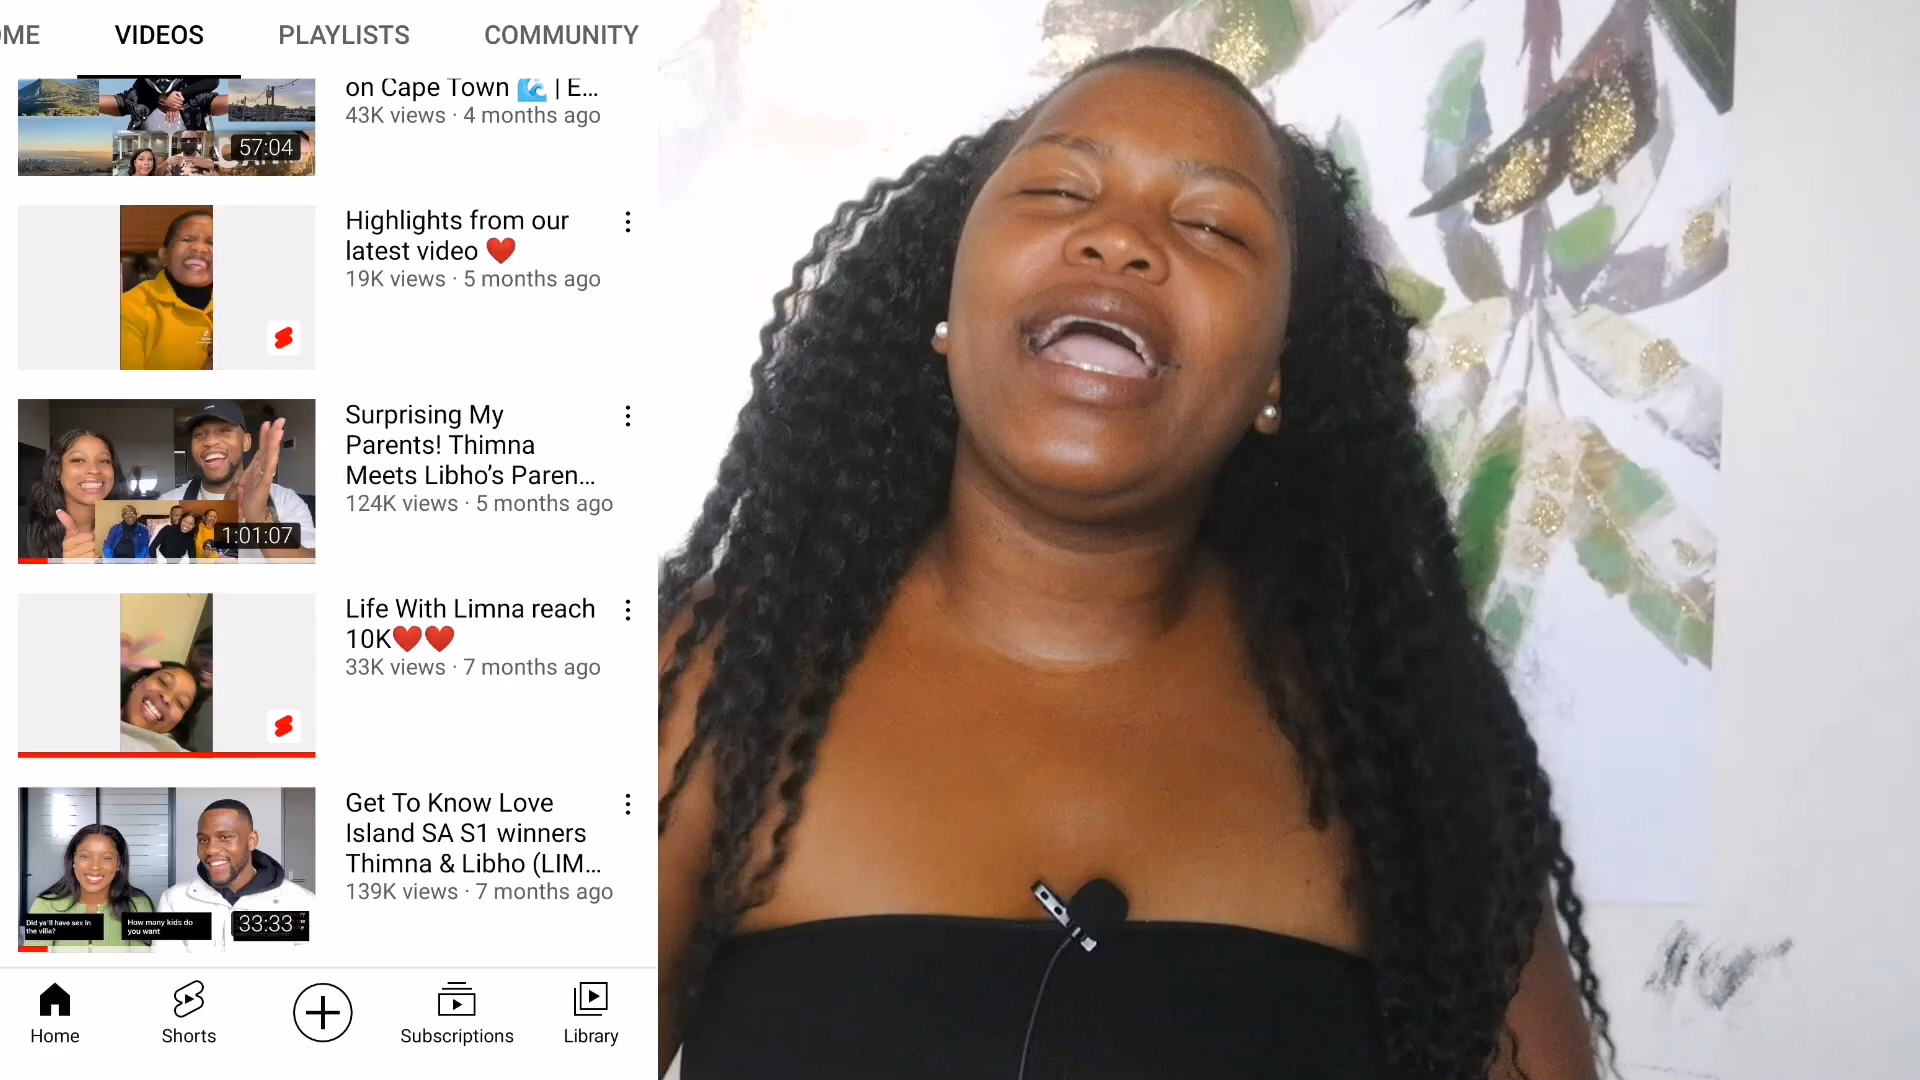 OME VIDEOS PLAYLISTS COMMUNITY
on Cape Town 🌊 | E...
43K views · 4 months ago
57:04
Highlights from our
latest video ❤️
19K views · 5 months ago
Surprising My
Parents! Thimna
Meets Libho’s Paren...
124K views · 5 months ago
1:01:07
Life With Limna reach
10K❤️❤️
33K views · 7 months ago
Get To Know Love
Island SA S1 winners
Thimna & Libho (LIM...
139K views · 7 months ago
Did ya'll have sex in
the villa?
How many kids do
you want
33:33
Home Shorts Subscriptions Library